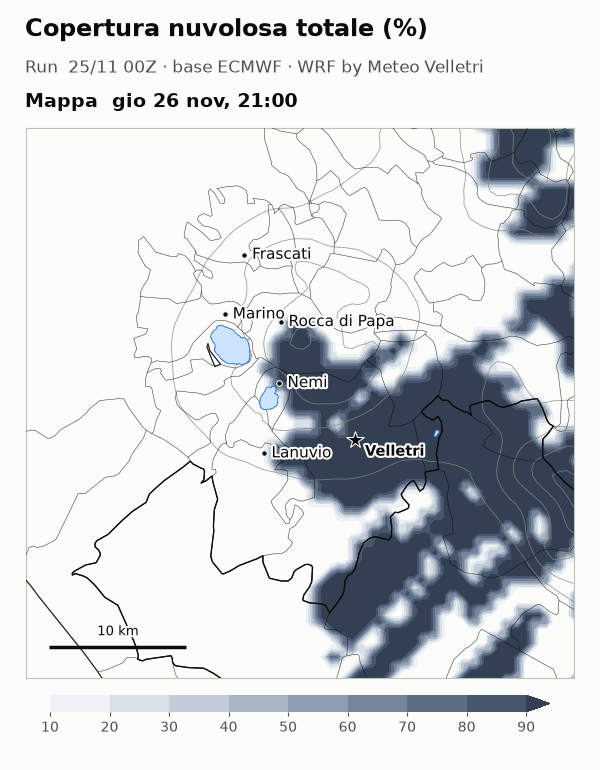 Copertura nuvolosa totale (%)
Run  25/11 00Z · base ECMWF · WRF by Meteo Velletri
Mappa  gio 26 nov, 21:00
Frascati
Marino
Rocca di Papa
Nemi
Velletri
Lanuvio
10 km
10 20 30 40 50 60 70 80 90